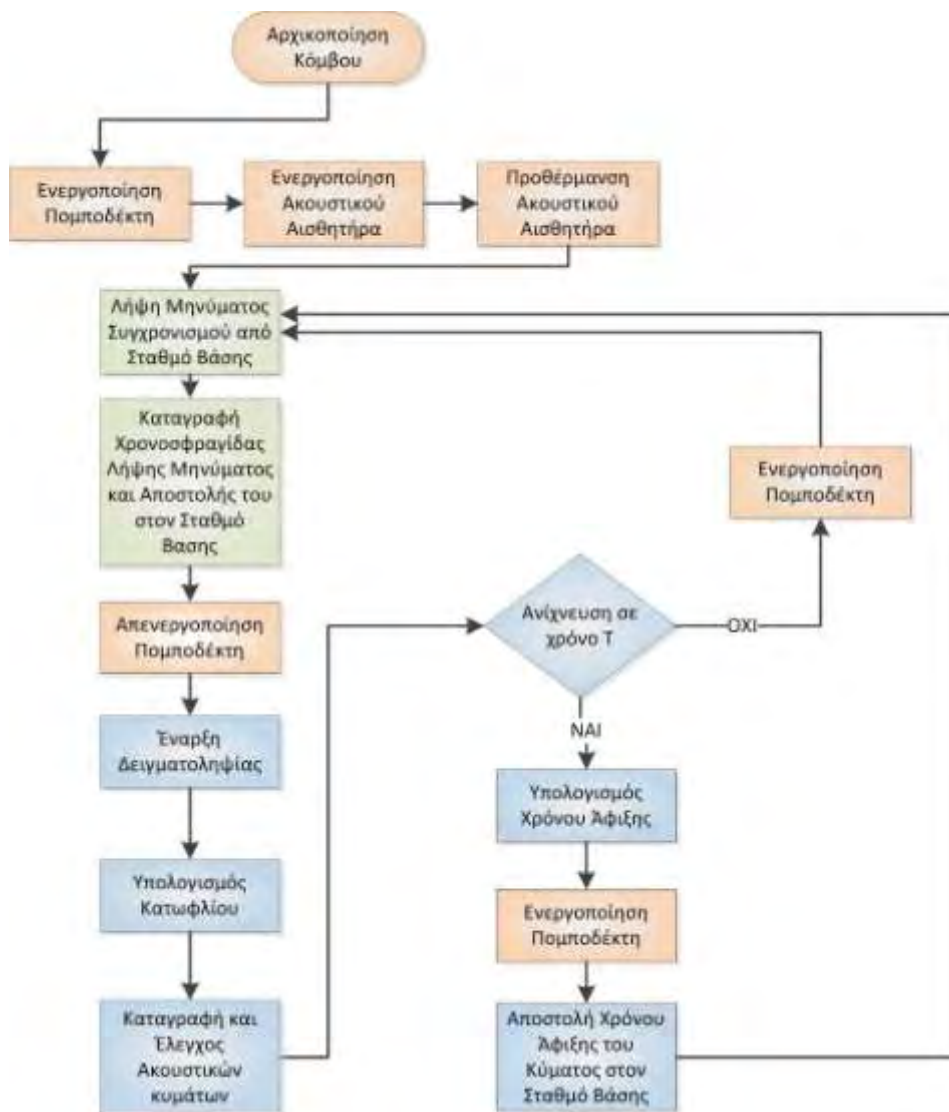 Αρχικοποίηση
Κόμβου
Ενεργοποίηση
Πομποδέκτη
Ενεργοποίηση
Ακουστικού
Αισθητήρα
Προθέρμανση
Ακουστικού
Αισθητήρα
Λήψη Μηνύματος
Συγχρονισμού από
Σταθμό Βάσης
Καταγραφή
Χρονοσφραγίδας
Λήψης Μηνύματος
και Αποστολής του
στον Σταθμό
Βασης
Απενεργοποίηση
Πομποδέκτη
Έναρξη
Δειγματοληψίας
Υπολογισμός
Κατωφλίου
Καταγραφή και
Έλεγχος
Ακουστικών
κυμάτων
Ανίχνευση σε
χρόνο Τ
ΟΧΙ
Ενεργοποίηση
Πομποδέκτη
ΝΑΙ
Υπολογισμός
Χρόνου Άφιξης
Ενεργοποίηση
Πομποδέκτη
Αποστολή Χρόνου
Άφιξης του
Κύματος στον
Σταθμό Βάσης